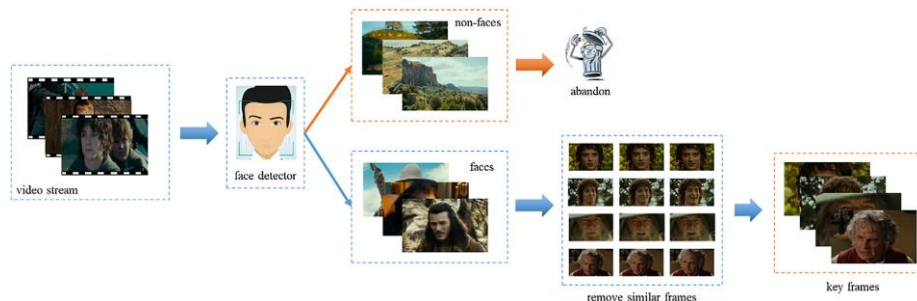 non-faces
abandon
video stream
face detector
faces
remove similar frames
key frames